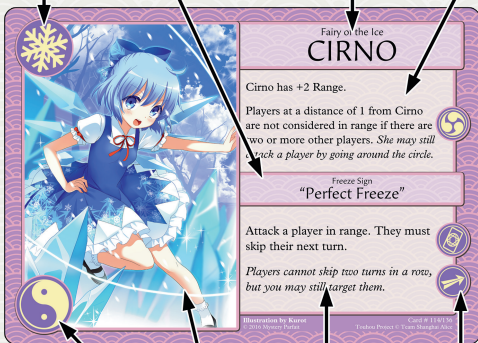 Fairy of the Ice
CIRNO
Cirno has +2 Range.
Players at a distance of 1 from Cirno
are not considered in range if there are
two or more other players. She may still
attack a player by going around the circle.
Freeze Sign
"Perfect Freeze"
Attack a player in range. They must
skip their next turn.
Players cannot skip two turns in a row,
but you may still target them.
Illustration by Kuroe
Card # 114/136
© 2016 Mystery Parfait
Touhou Project © Team Shanghai Alice